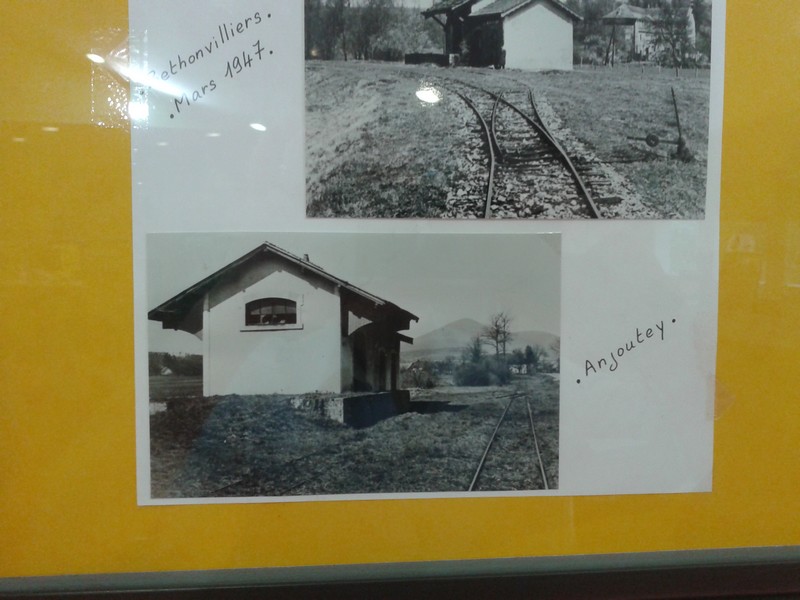 Bethonvilliers.
.Mars 1947.
.Anjoutey.